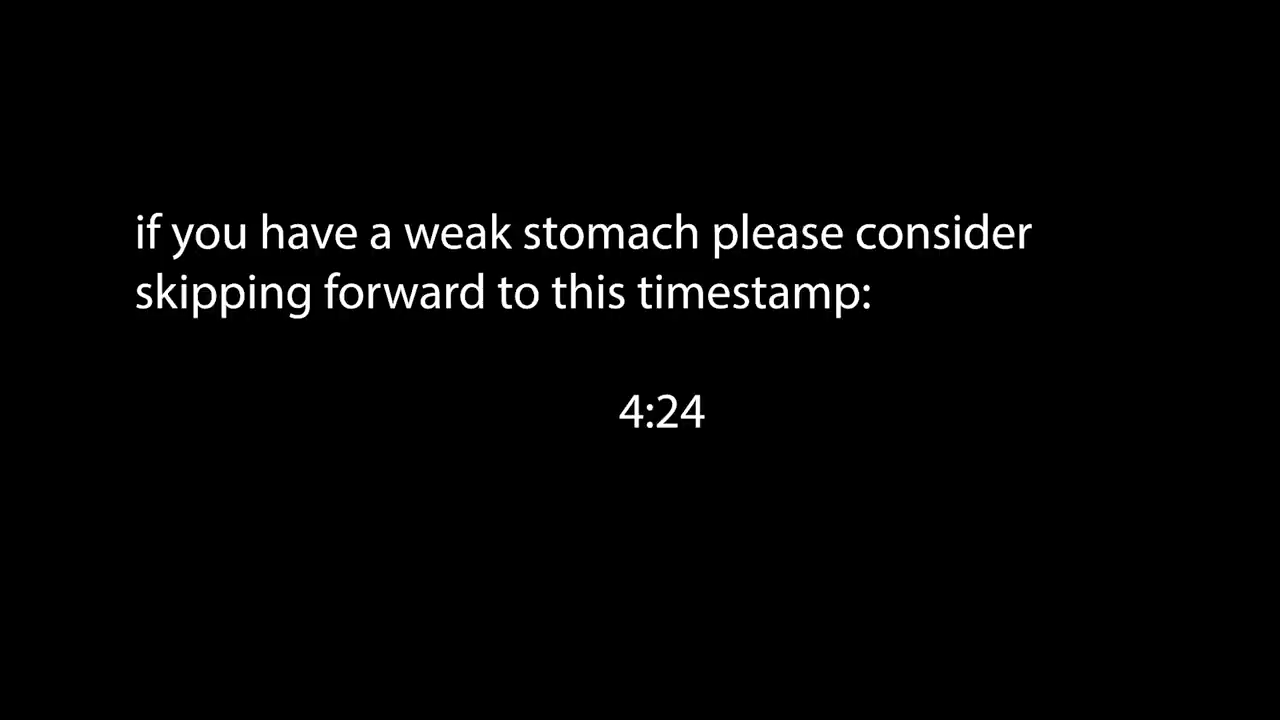 if you have a weak stomach please consider
skipping forward to this timestamp:
4:24